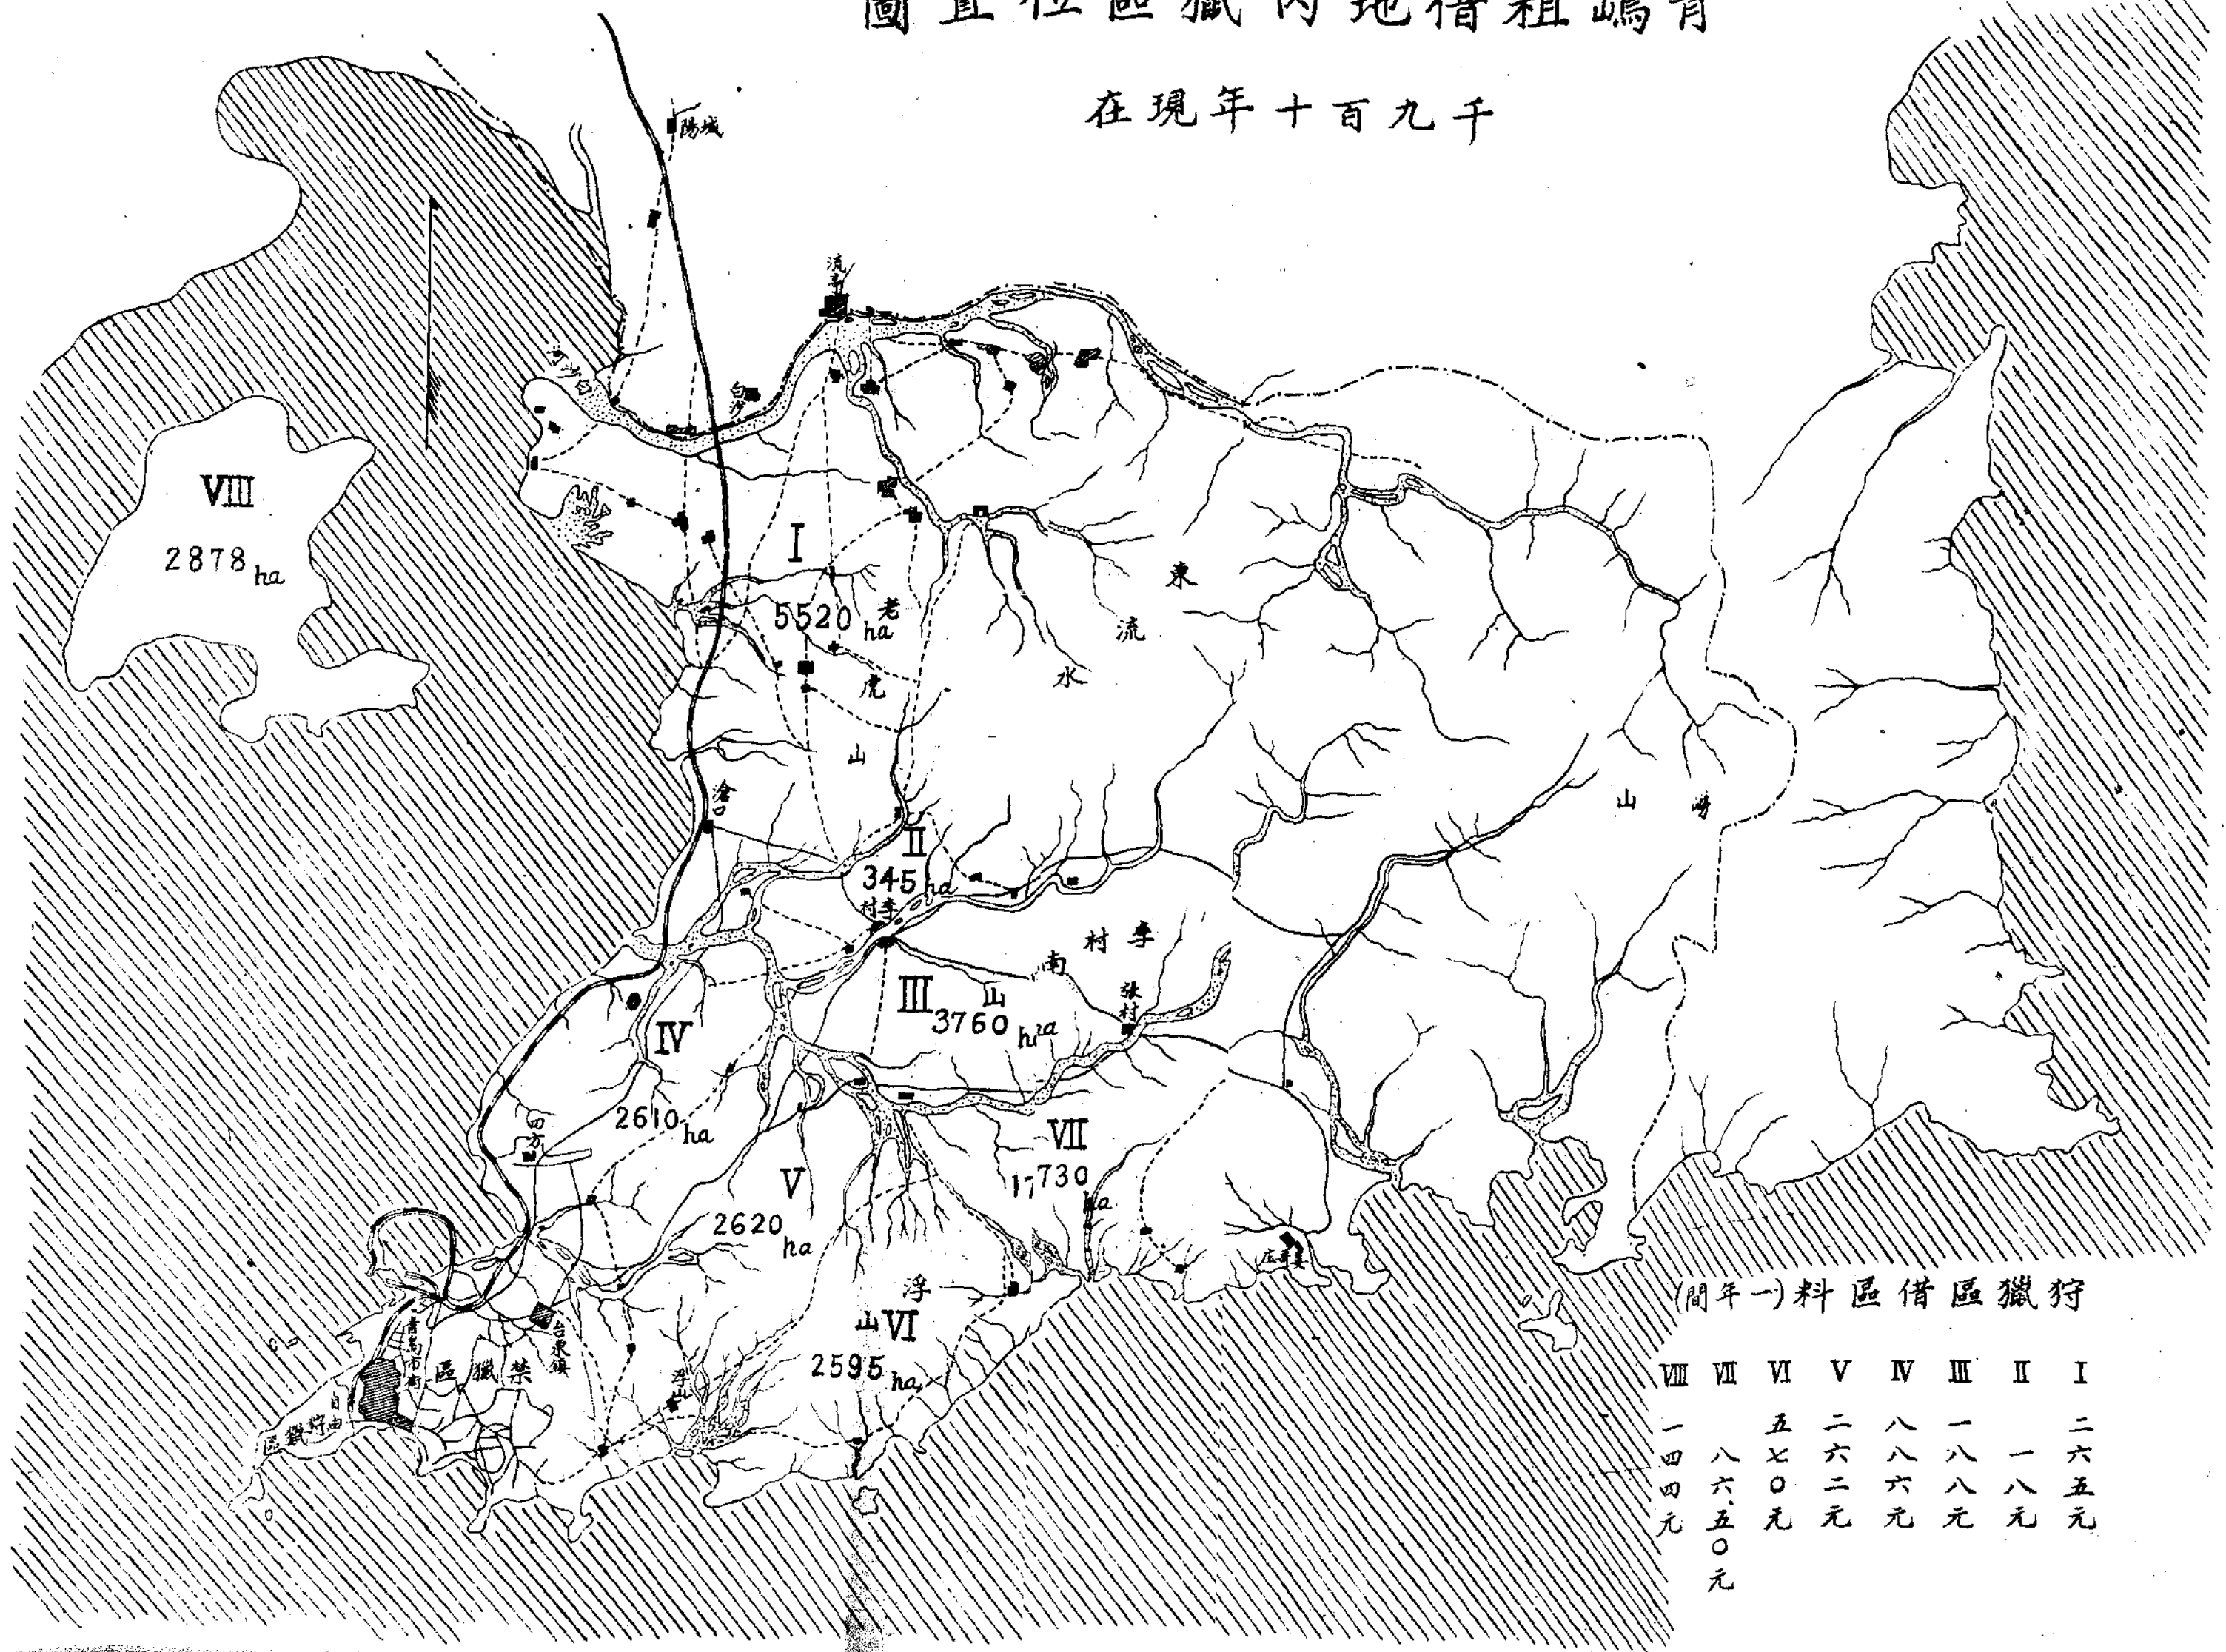 青嶋租借地内獵區位置圖
千九百十年現在
城陽
流亭
白沙河
白沙
VIII
2878 ha
I
5520 ha
老虎山
東流水
滄口
山
II
345 ha
李村
李村南山
III
3760 ha
張村
IV
2610 ha
四方
VII
1,730 ha
V
2620 ha
浮山
VI
2595 ha
台東鎮
青島市街
禁獵區
浮山
自由狩獵區
狩獵區借區料(一年間)
I 二六五元
II 一八元
III 一八八元
IV 八八六元
V 二六二元
VI 五七〇元
VII 八六.五〇元
VIII 一四四元